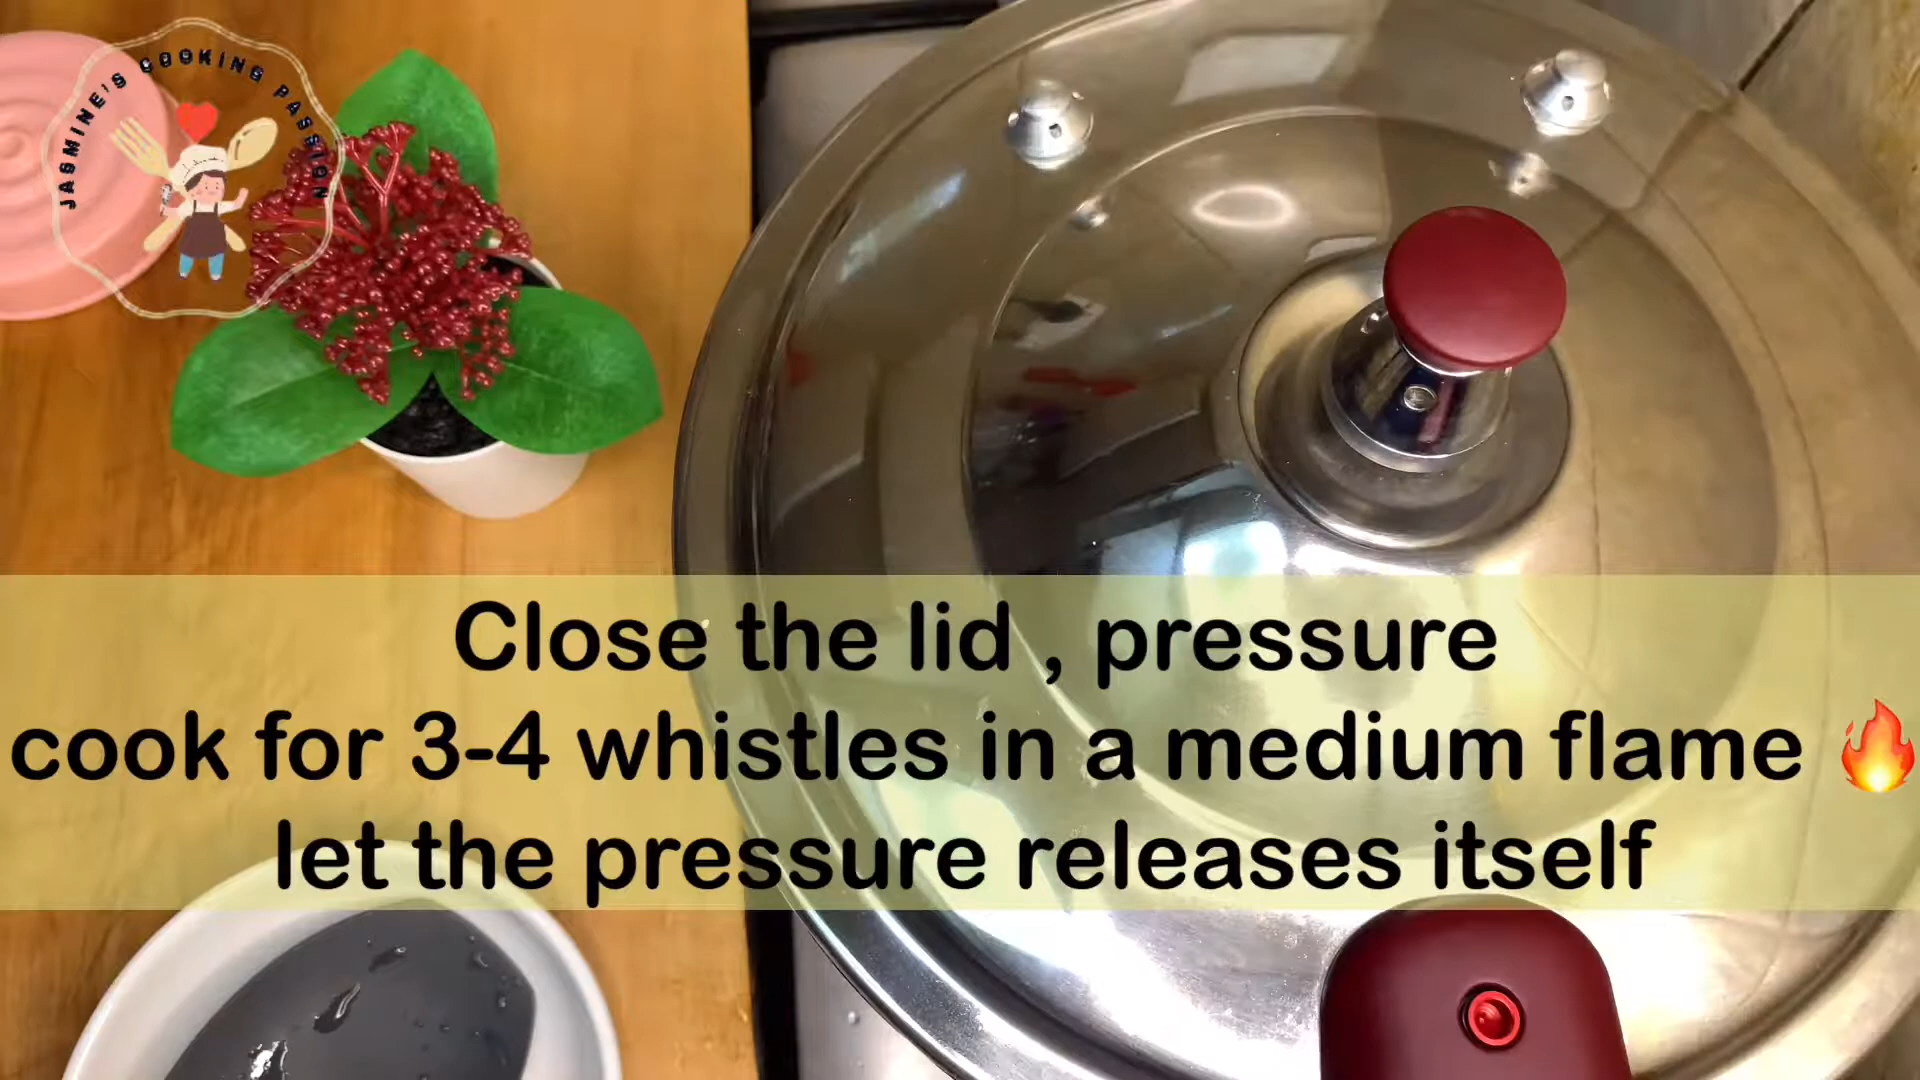 JASMINE'S COOKING PASSION
Close the lid , pressure
cook for 3-4 whistles in a medium flame 🔥
let the pressure releases itself